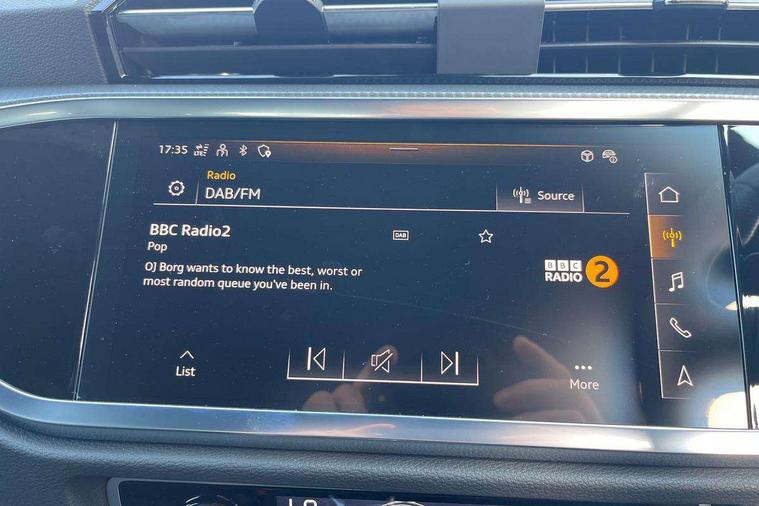 17:35
Radio
DAB/FM
Source
BBC Radio2
DAB
Pop
OJ Borg wants to know the best, worst or
most random queue you've been in.
BBC
RADIO 2
List
More